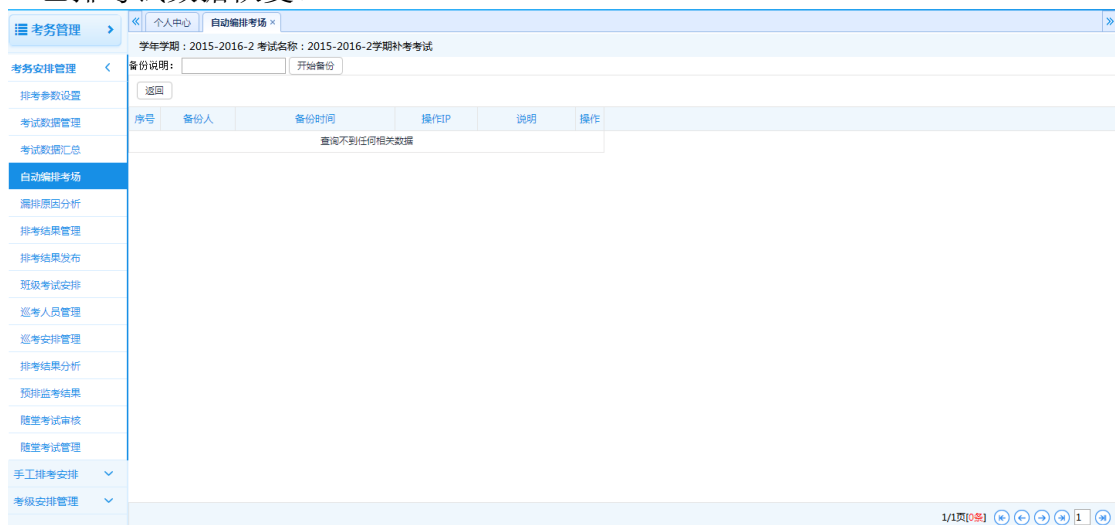 考务管理
个人中心 自动编排考场 ×
学年学期：2015-2016-2 考试名称：2015-2016-2学期补考考试
考务安排管理
备份说明： 开始备份
返回
排考参数设置
考试数据管理
考试数据汇总
自动编排考场
漏排原因分析
排考结果管理
排考结果发布
班级考试安排
巡考人员管理
巡考安排管理
排考结果分析
预排监考结果
随堂考试审核
随堂考试管理
手工排考安排
考级安排管理
序号 备份人 备份时间 操作IP 说明 操作
查询不到任何相关数据
1/1页[0条] 1